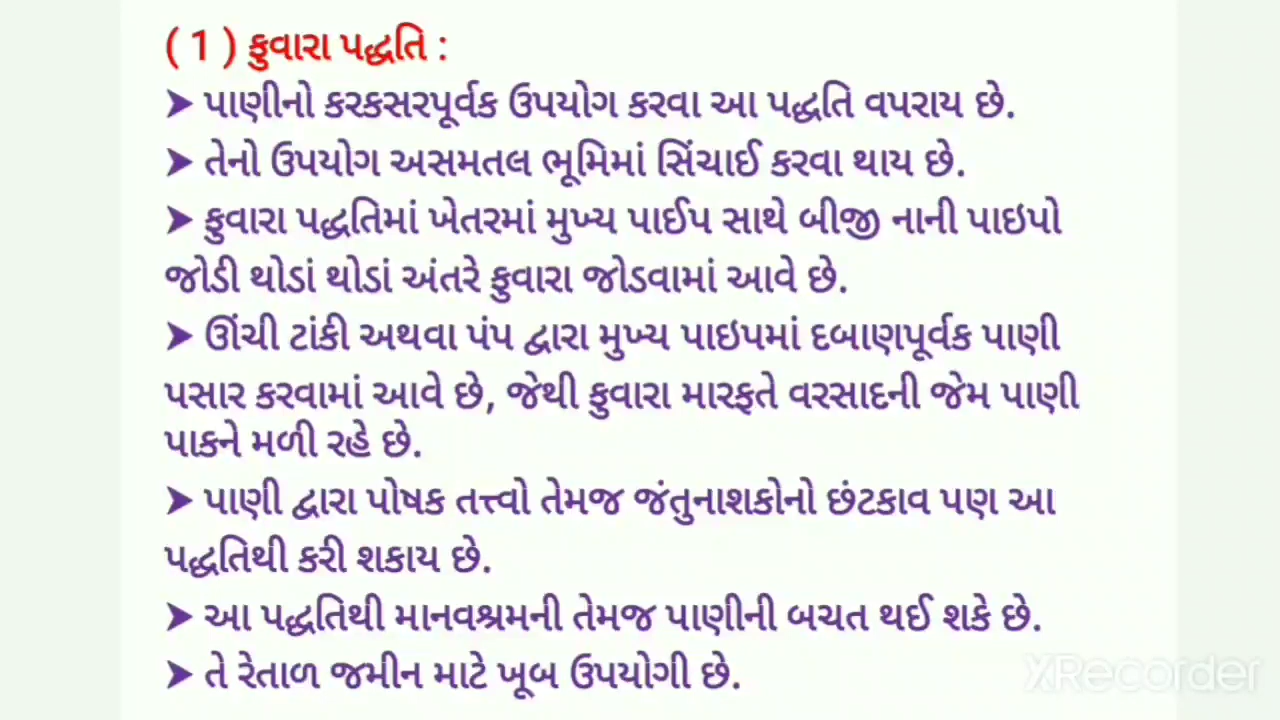 ( 1 ) ફુવારા પદ્ધતિ :
➤ પાણીનો કરકસરપૂર્વક ઉપયોગ કરવા આ પદ્ધતિ વપરાય છે.
➤ તેનો ઉપયોગ અસમતલ ભૂમિમાં સિંચાઈ કરવા થાય છે.
➤ ફુવારા પદ્ધતિમાં ખેતરમાં મુખ્ય પાઈપ સાથે બીજી નાની પાઇપો
જોડી થોડાં થોડાં અંતરે ફુવારા જોડવામાં આવે છે.
➤ ઊંચી ટાંકી અથવા પંપ દ્વારા મુખ્ય પાઇપમાં દબાણપૂર્વક પાણી
પસાર કરવામાં આવે છે, જેથી ફુવારા મારફતે વરસાદની જેમ પાણી
પાકને મળી રહે છે.
➤ પાણી દ્વારા પોષક તત્ત્વો તેમજ જંતુનાશકોનો છંટકાવ પણ આ
પદ્ધતિથી કરી શકાય છે.
➤ આ પદ્ધતિથી માનવશ્રમની તેમજ પાણીની બચત થઈ શકે છે.
➤ તે રેતાળ જમીન માટે ખૂબ ઉપયોગી છે.
XRecorder